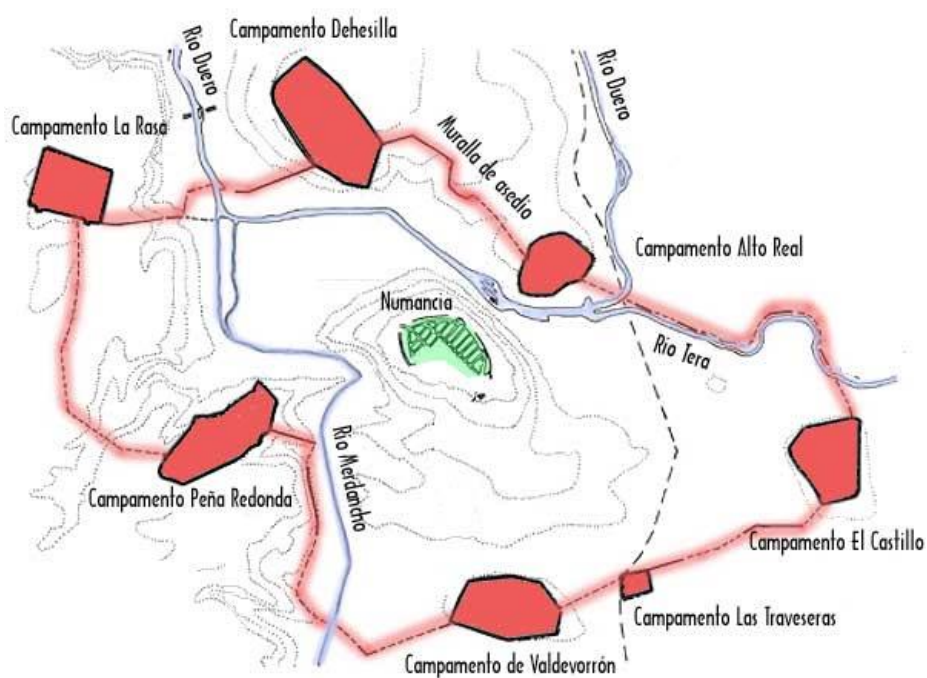 Campamento Dehesilla
Río Duero
Río Duero
Campamento La Rasa
Muralla de asedio
Campamento Alto Real
Numancia
Río Tera
Río Merdancho
Campamento Peña Redonda
Campamento El Castillo
Campamento Las Traveseras
Campamento de Valdevorrón